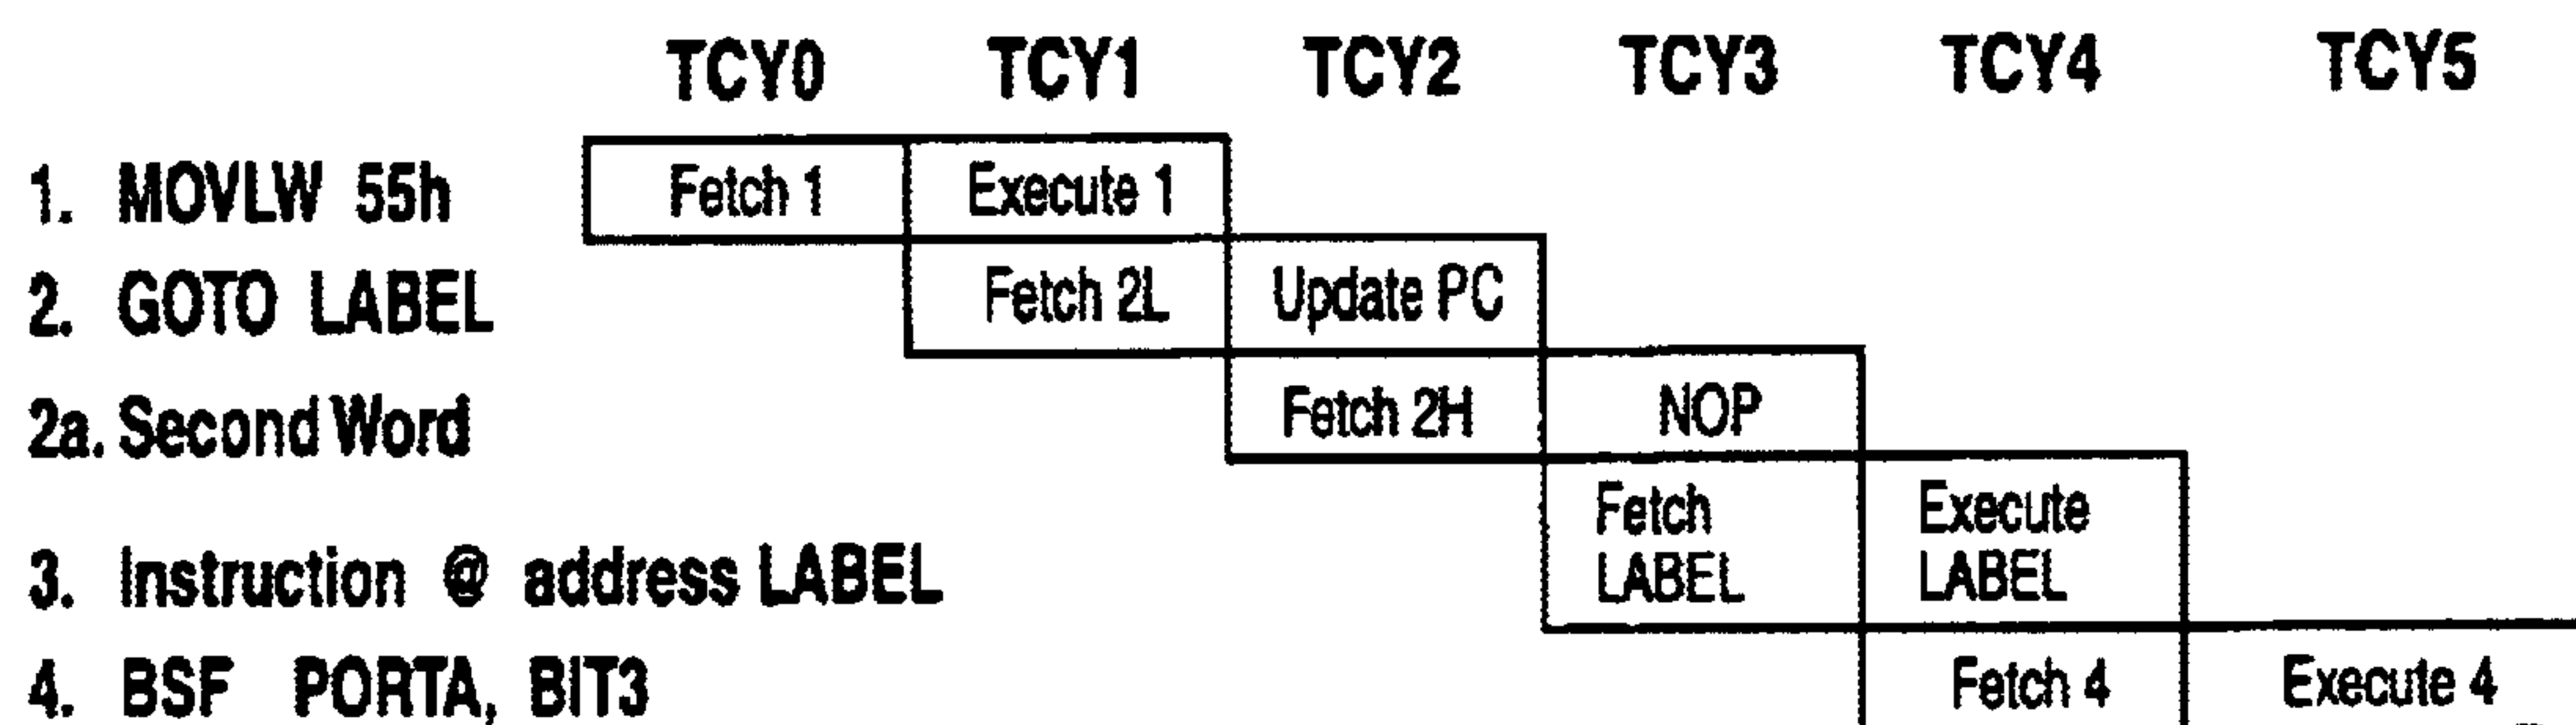 TCY0 TCY1 TCY2 TCY3 TCY4 TCY5
1. MOVLW 55h Fetch 1 Execute 1
2. GOTO LABEL Fetch 2L Update PC
2a. Second Word Fetch 2H NOP
Fetch Execute
3. Instruction @ address LABEL LABEL LABEL
4. BSF PORTA, BIT3 Fetch 4 Execute 4